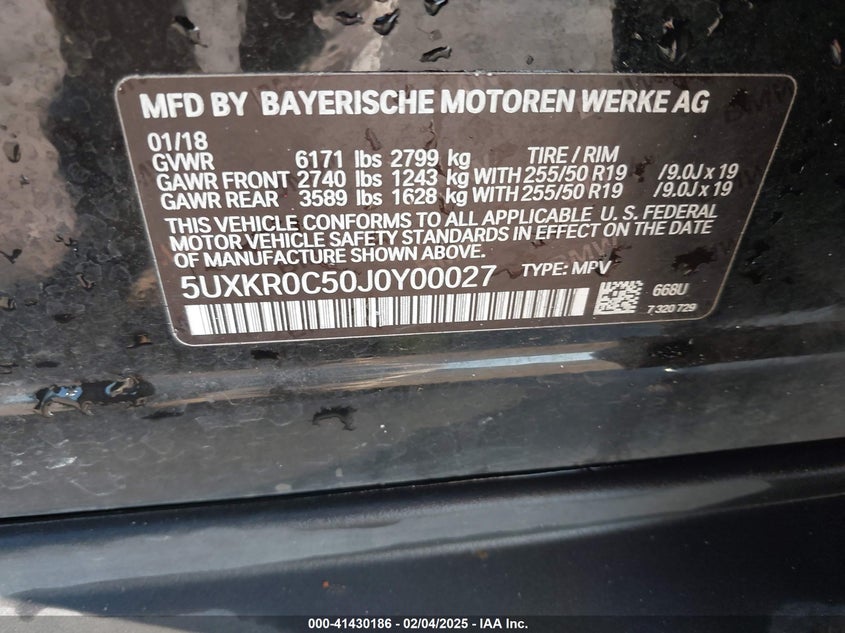 MFD BY BAYERISCHE MOTOREN WERKE AG
01/18
GVWR 6171 lbs 2799 kg TIRE / RIM
GAWR FRONT 2740 lbs 1243 kg WITH 255/50 R19 /9.0J x 19
GAWR REAR 3589 lbs 1628 kg WITH 255/50 R19 /9.0J x 19
THIS VEHICLE CONFORMS TO ALL APPLICABLE U. S. FEDERAL
MOTOR VEHICLE SAFETY STANDARDS IN EFFECT ON THE DATE
OF MANUFACTURE SHOWN ABOVE.
5UXKR0C50J0Y00027 TYPE: MPV
668U
7 320 729
000-41430186 - 02/04/2025 - IAA Inc.